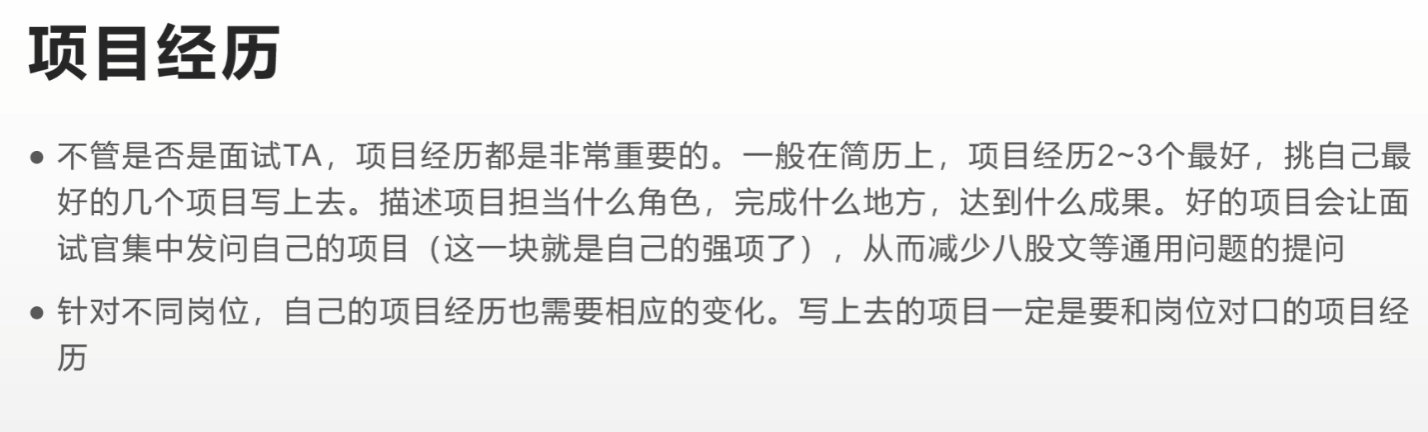 项目经历
● 不管是否是面试TA，项目经历都是非常重要的。一般在简历上，项目经历2~3个最好，挑自己最
好的几个项目写上去。描述项目担当什么角色，完成什么地方，达到什么成果。好的项目会让面
试官集中发问自己的项目（这一块就是自己的强项了），从而减少八股文等通用问题的提问
● 针对不同岗位，自己的项目经历也需要相应的变化。写上去的项目一定是要和岗位对口的项目经
历